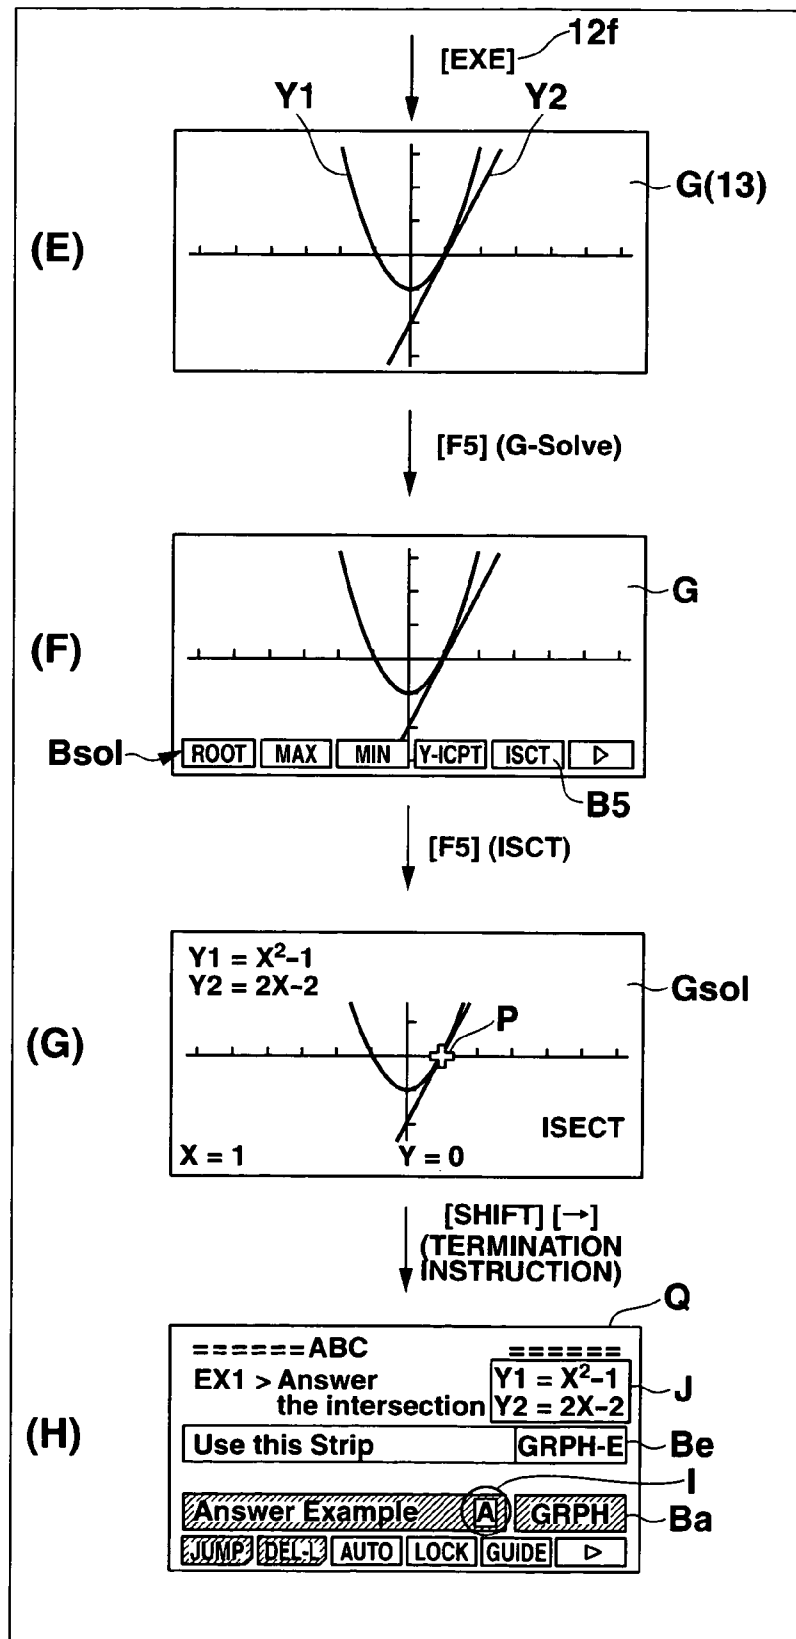 12f
[EXE]
Y1 Y2
G(13)
(E)
[F5] (G-Solve)
G
(F)
Bsol ROOT MAX MIN Y-ICPT ISCT ▷
B5
[F5] (ISCT)
Y1 = X²-1
Y2 = 2X-2
Gsol
P
(G)
ISECT
X = 1 Y = 0
[SHIFT] [→]
(TERMINATION
INSTRUCTION)
Q
======ABC ======
EX1 > Answer Y1 = X²-1 J
the intersection Y2 = 2X-2
(H)
Use this Strip GRPH-E Be
I
Answer Example A GRPH Ba
JUMP DEL-L AUTO LOCK GUIDE ▷